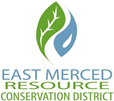 EAST MERCED
RESOURCE
CONSERVATION DISTRICT